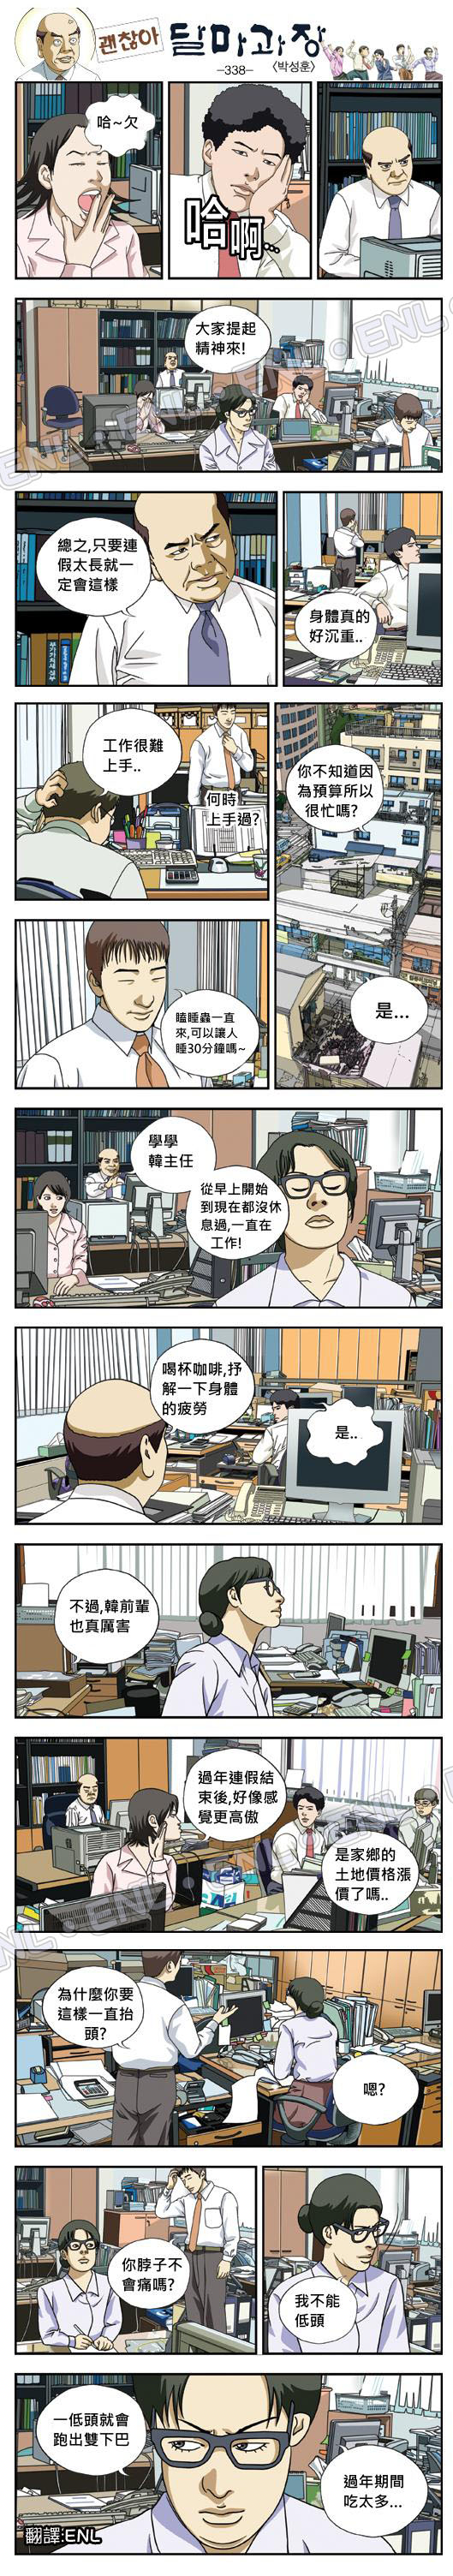 괜찮아
달마과장
-338-
〈박성훈〉
哈~欠
哈啊...
大家提起
精神來!
總之,只要連
假太長就一
定會這樣
身體真的
好沉重..
工作很難
上手..
何時
上手過?
你不知道因
為預算所以
很忙嗎?
是...
瞌睡蟲一直
來,可以讓人
睡30分鐘嗎~
學學
韓主任
從早上開始
到現在都沒休
息過,一直在
工作!
喝杯咖啡,抒
解一下身體
的疲勞
是..
不過,韓前輩
也真厲害
過年連假結
束後,好像感
覺更高傲
是家鄉的
土地價格漲
價了嗎..
為什麼你要
這樣一直抬
頭?
嗯?
你脖子不
會痛嗎?
我不能
低頭
一低頭就會
跑出雙下巴
過年期間
吃太多...
翻譯:ENL